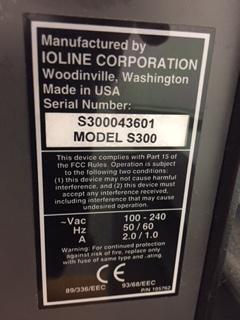 Manufactured by
IOLINE CORPORATION
Woodinville, Washington
Made in USA
Serial Number:
S300043601
MODEL S300
This device complies with Part 15 of
the FCC Rules. Operation is subject
to the following two conditions:
(1) this device may not cause harmful
interference, and (2) this device must
accept any interference received,
including interference that may cause
undesired operation.
~Vac 100 - 240
Hz 50 / 60
A 2.0 / 1.0
Warning: For continued protection
against risk of fire, replace only
with fuse of same type and .rating.
CE
89/336/EEC 93/68/EEC
P/N 105762